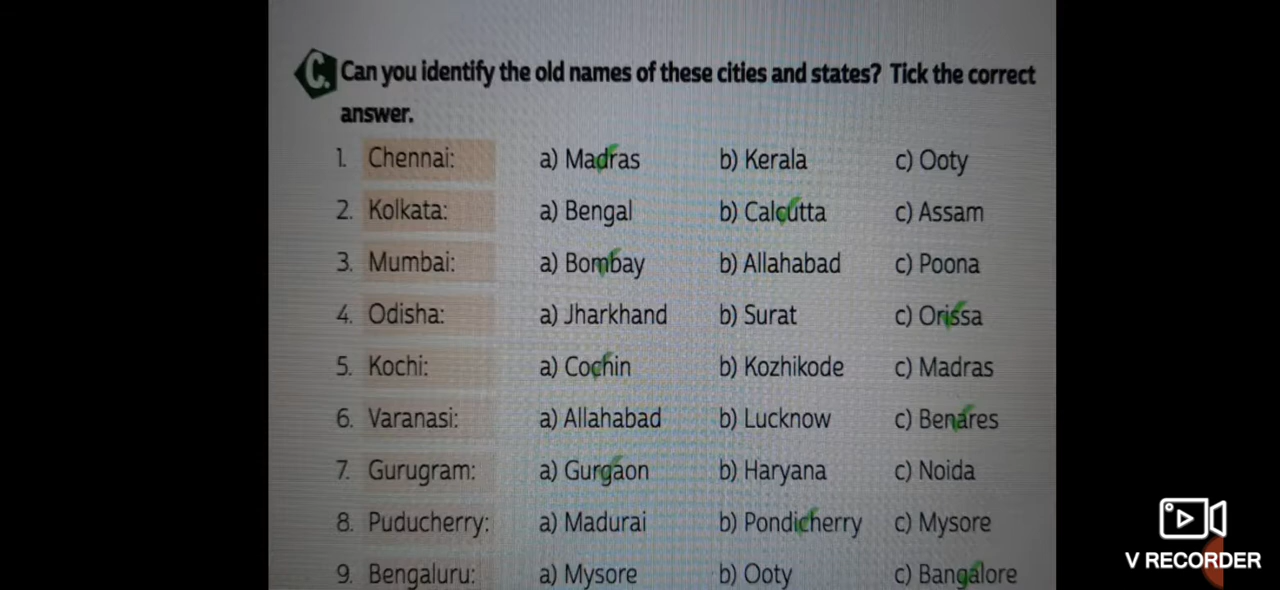 C. Can you identify the old names of these cities and states? Tick the correct
answer.
1. Chennai: a) Madras b) Kerala c) Ooty
2. Kolkata: a) Bengal b) Calcutta c) Assam
3. Mumbai: a) Bombay b) Allahabad c) Poona
4. Odisha: a) Jharkhand b) Surat c) Orissa
5. Kochi: a) Cochin b) Kozhikode c) Madras
6. Varanasi: a) Allahabad b) Lucknow c) Benares
7. Gurugram: a) Gurgaon b) Haryana c) Noida
8. Puducherry: a) Madurai b) Pondicherry c) Mysore
9. Bengaluru: a) Mysore b) Ooty c) Bangalore
V RECORDER